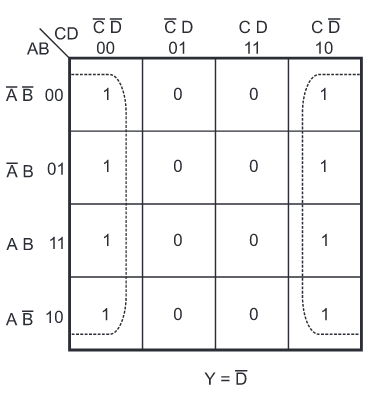 CD C̅ D̅ C̅ D C D C D̅
AB 00 01 11 10
A̅ B̅ 00 1 0 0 1
A̅ B 01 1 0 0 1
A B 11 1 0 0 1
A B̅ 10 1 0 0 1
Y = D̅